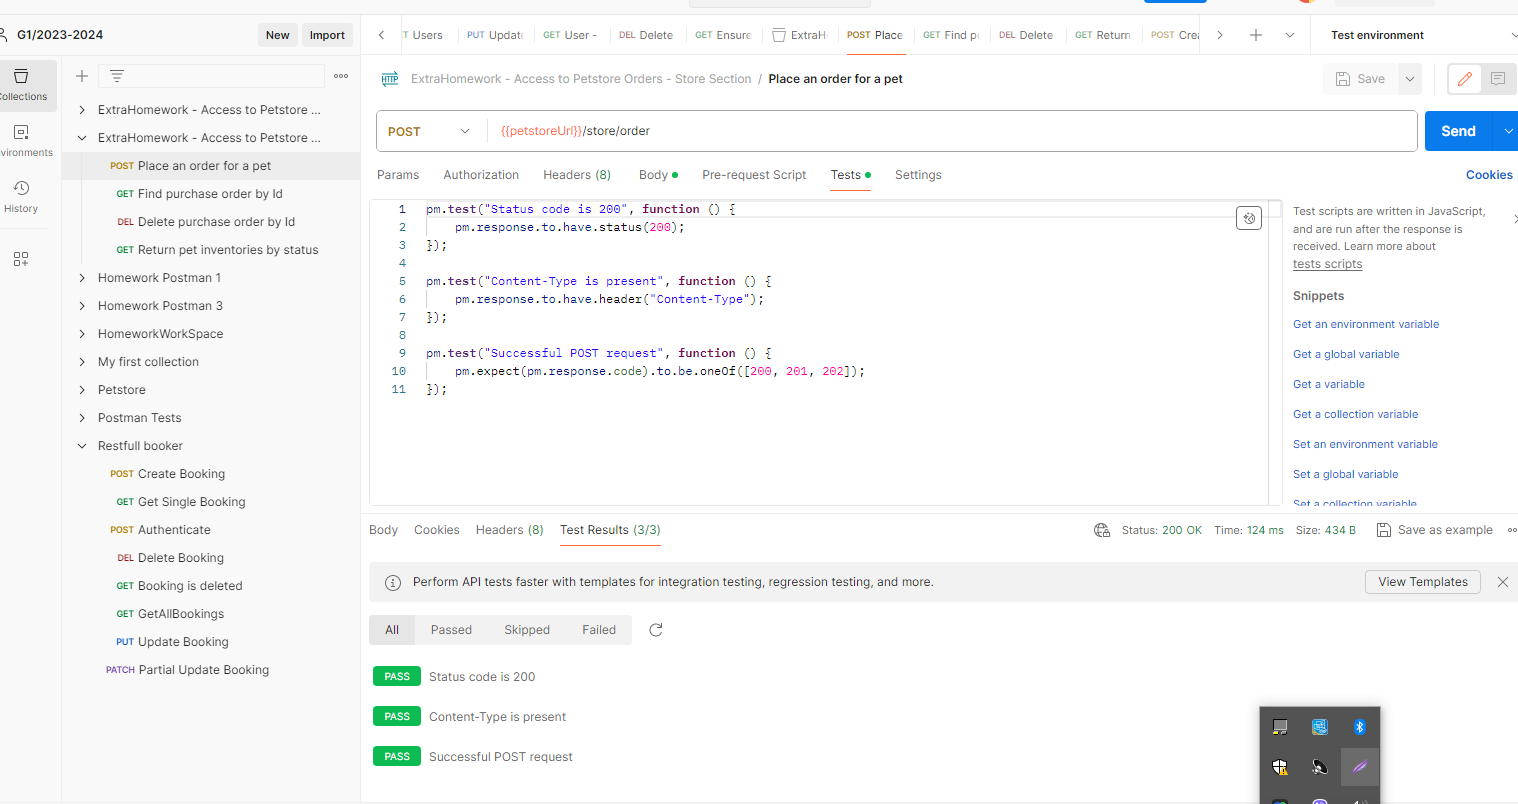 G1/2023-2024
New
Import
Users
PUT
GET User -
DEL Delete
GET Ensure
ExtraH
POST Place
GET Find
DEL Delete
GET Return
POST Crea
Test environment
Collections
ExtraHomework - Access to Petstore Orders - Store Section / Place an order for a pet
Save
ExtraHomework - Access to Petstore ...
ExtraHomework - Access to Petstore ...
POST Place an order for a pet
GET Find purchase order by Id
DEL Delete purchase order by Id
GET Return pet inventories by status
Homework Postman 1
Homework Postman 3
HomeworkWorkSpace
My first collection
Petstore
Postman Tests
Restfull booker
POST Create Booking
GET Get Single Booking
POST Authenticate
DEL Delete Booking
GET Booking is deleted
GET GetAllBookings
PUT Update Booking
PATCH Partial Update Booking
vironments
History
POST
{{petstoreUrl}}/store/order
Send
Params
Authorization
Headers (8)
Body
Pre-request Script
Tests
Settings
Cookies
1 pm.test("Status code is 200", function () {
2 pm.response.to.have.status(200);
3 });
4
5 pm.test("Content-Type is present", function () {
6 pm.response.to.have.header("Content-Type");
7 });
8
9 pm.test("Successful POST request", function () {
10 pm.expect(pm.response.code).to.be.oneOf([200, 201, 202]);
11 });
Test scripts are written in JavaScript,
and are run after the response is
received. Learn more about
tests scripts
Snippets
Get an environment variable
Get a global variable
Get a variable
Get a collection variable
Set an environment variable
Set a global variable
Set a collection variable
Body
Cookies
Headers (8)
Test Results (3/3)
Status: 200 OK
Time: 124 ms
Size: 434 B
Save as example
Perform API tests faster with templates for integration testing, regression testing, and more.
View Templates
All
Passed
Skipped
Failed
PASS Status code is 200
PASS Content-Type is present
PASS Successful POST request